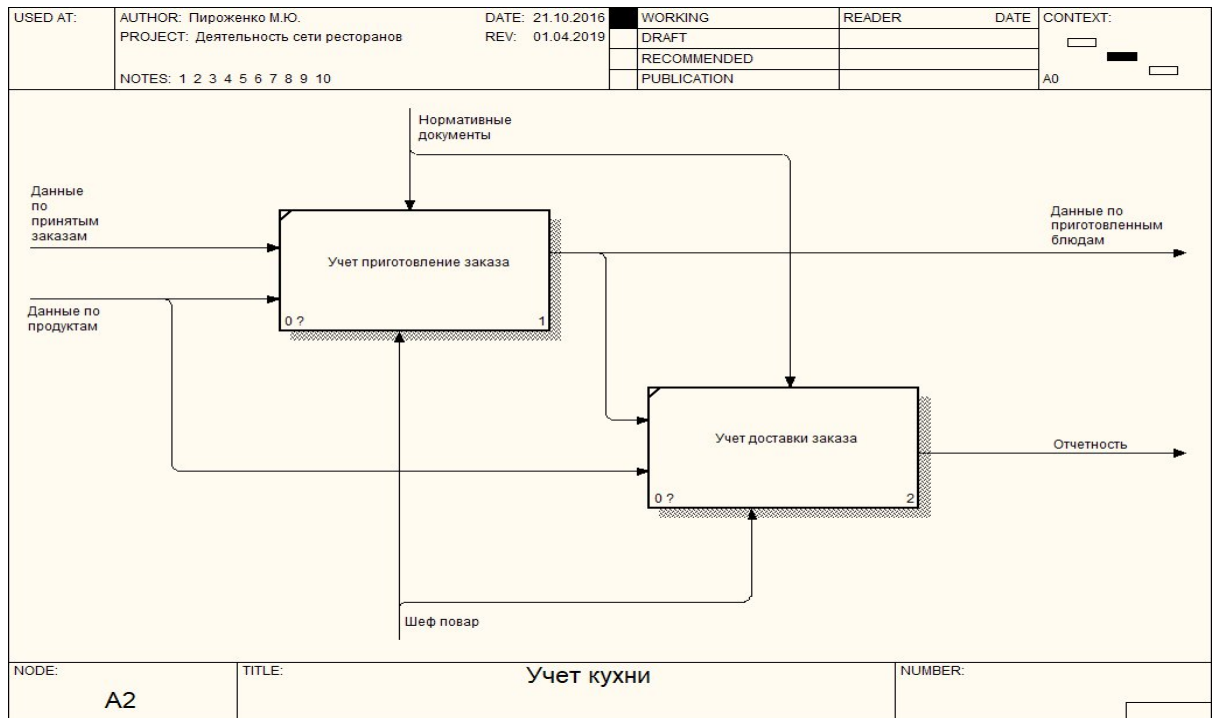 USED AT:
AUTHOR: Пироженко М.Ю.
DATE: 21.10.2016
PROJECT: Деятельность сети ресторанов
REV: 01.04.2019
NOTES: 1 2 3 4 5 6 7 8 9 10
WORKING
DRAFT
RECOMMENDED
PUBLICATION
READER
DATE
CONTEXT:
A0
Нормативные
документы
Данные
по
принятым
заказам
Данные по
приготовленным
блюдам
Учет приготовление заказа
0 ?
1
Данные по
продуктам
Учет доставки заказа
0 ?
2
Отчетность
Шеф повар
NODE:
A2
TITLE:
Учет кухни
NUMBER: